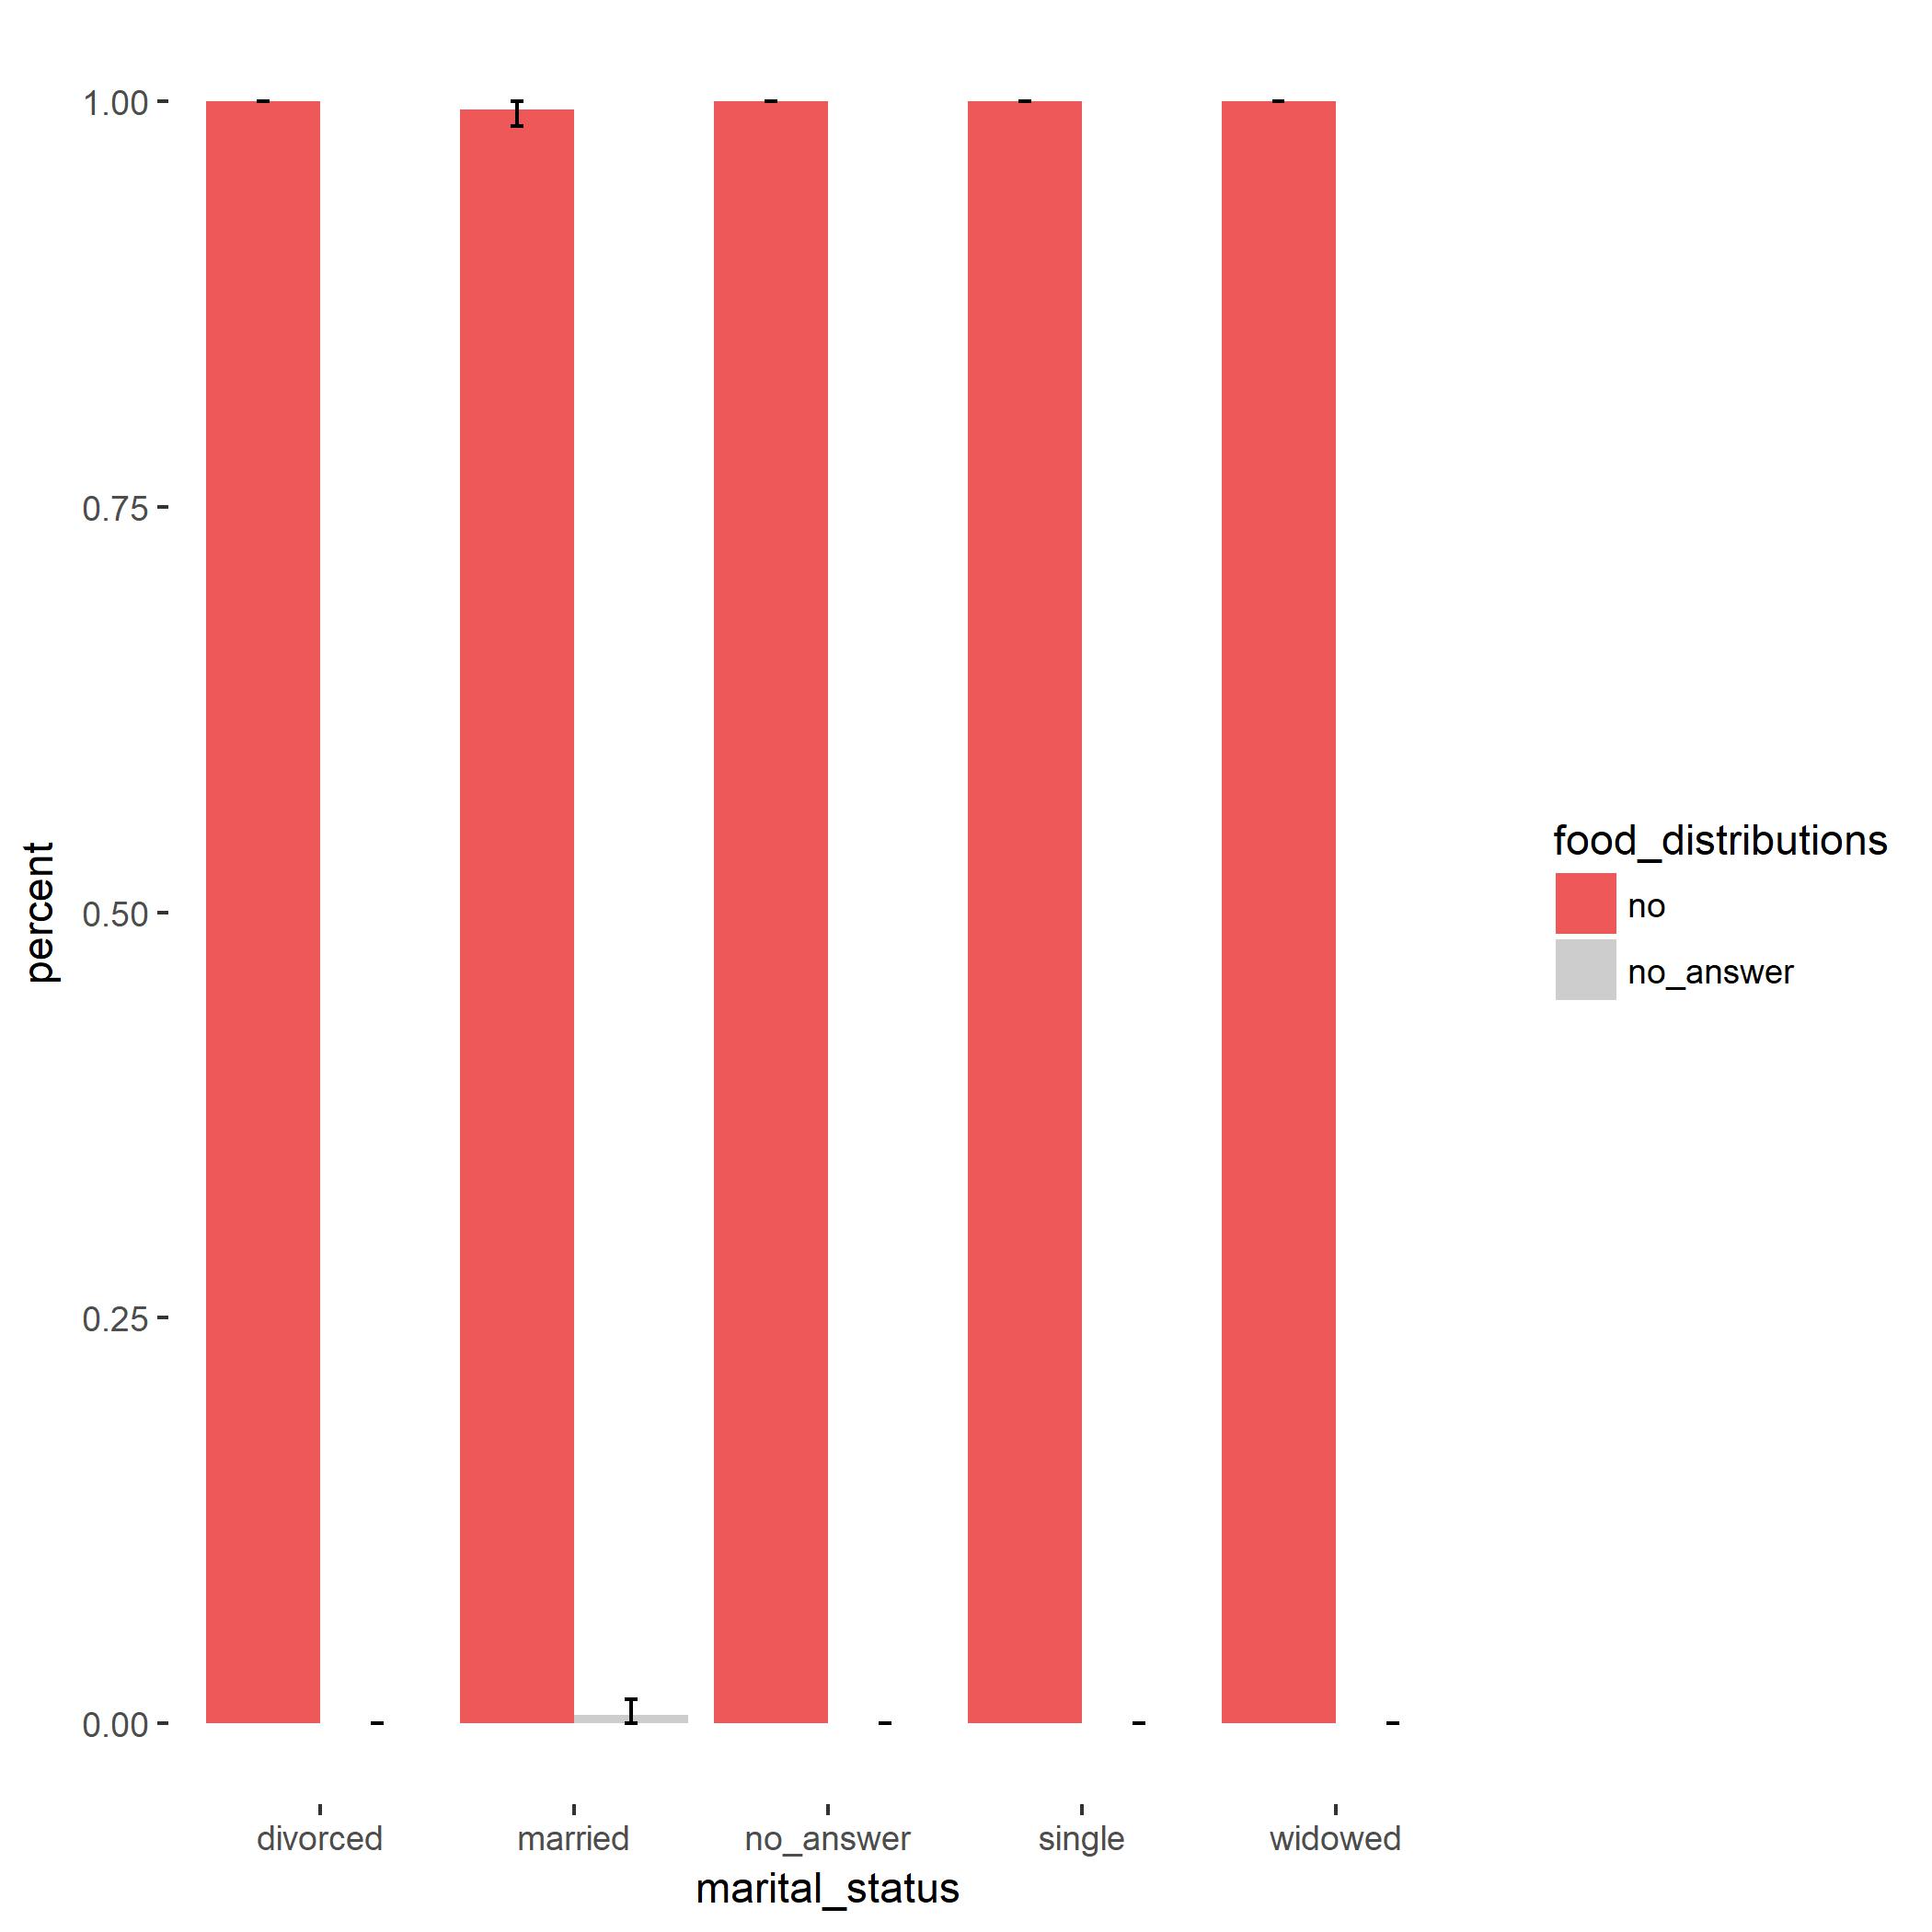 1.00
0.75
0.50
0.25
0.00
percent
divorced married no_answer single widowed
marital_status
food_distributions
no
no_answer